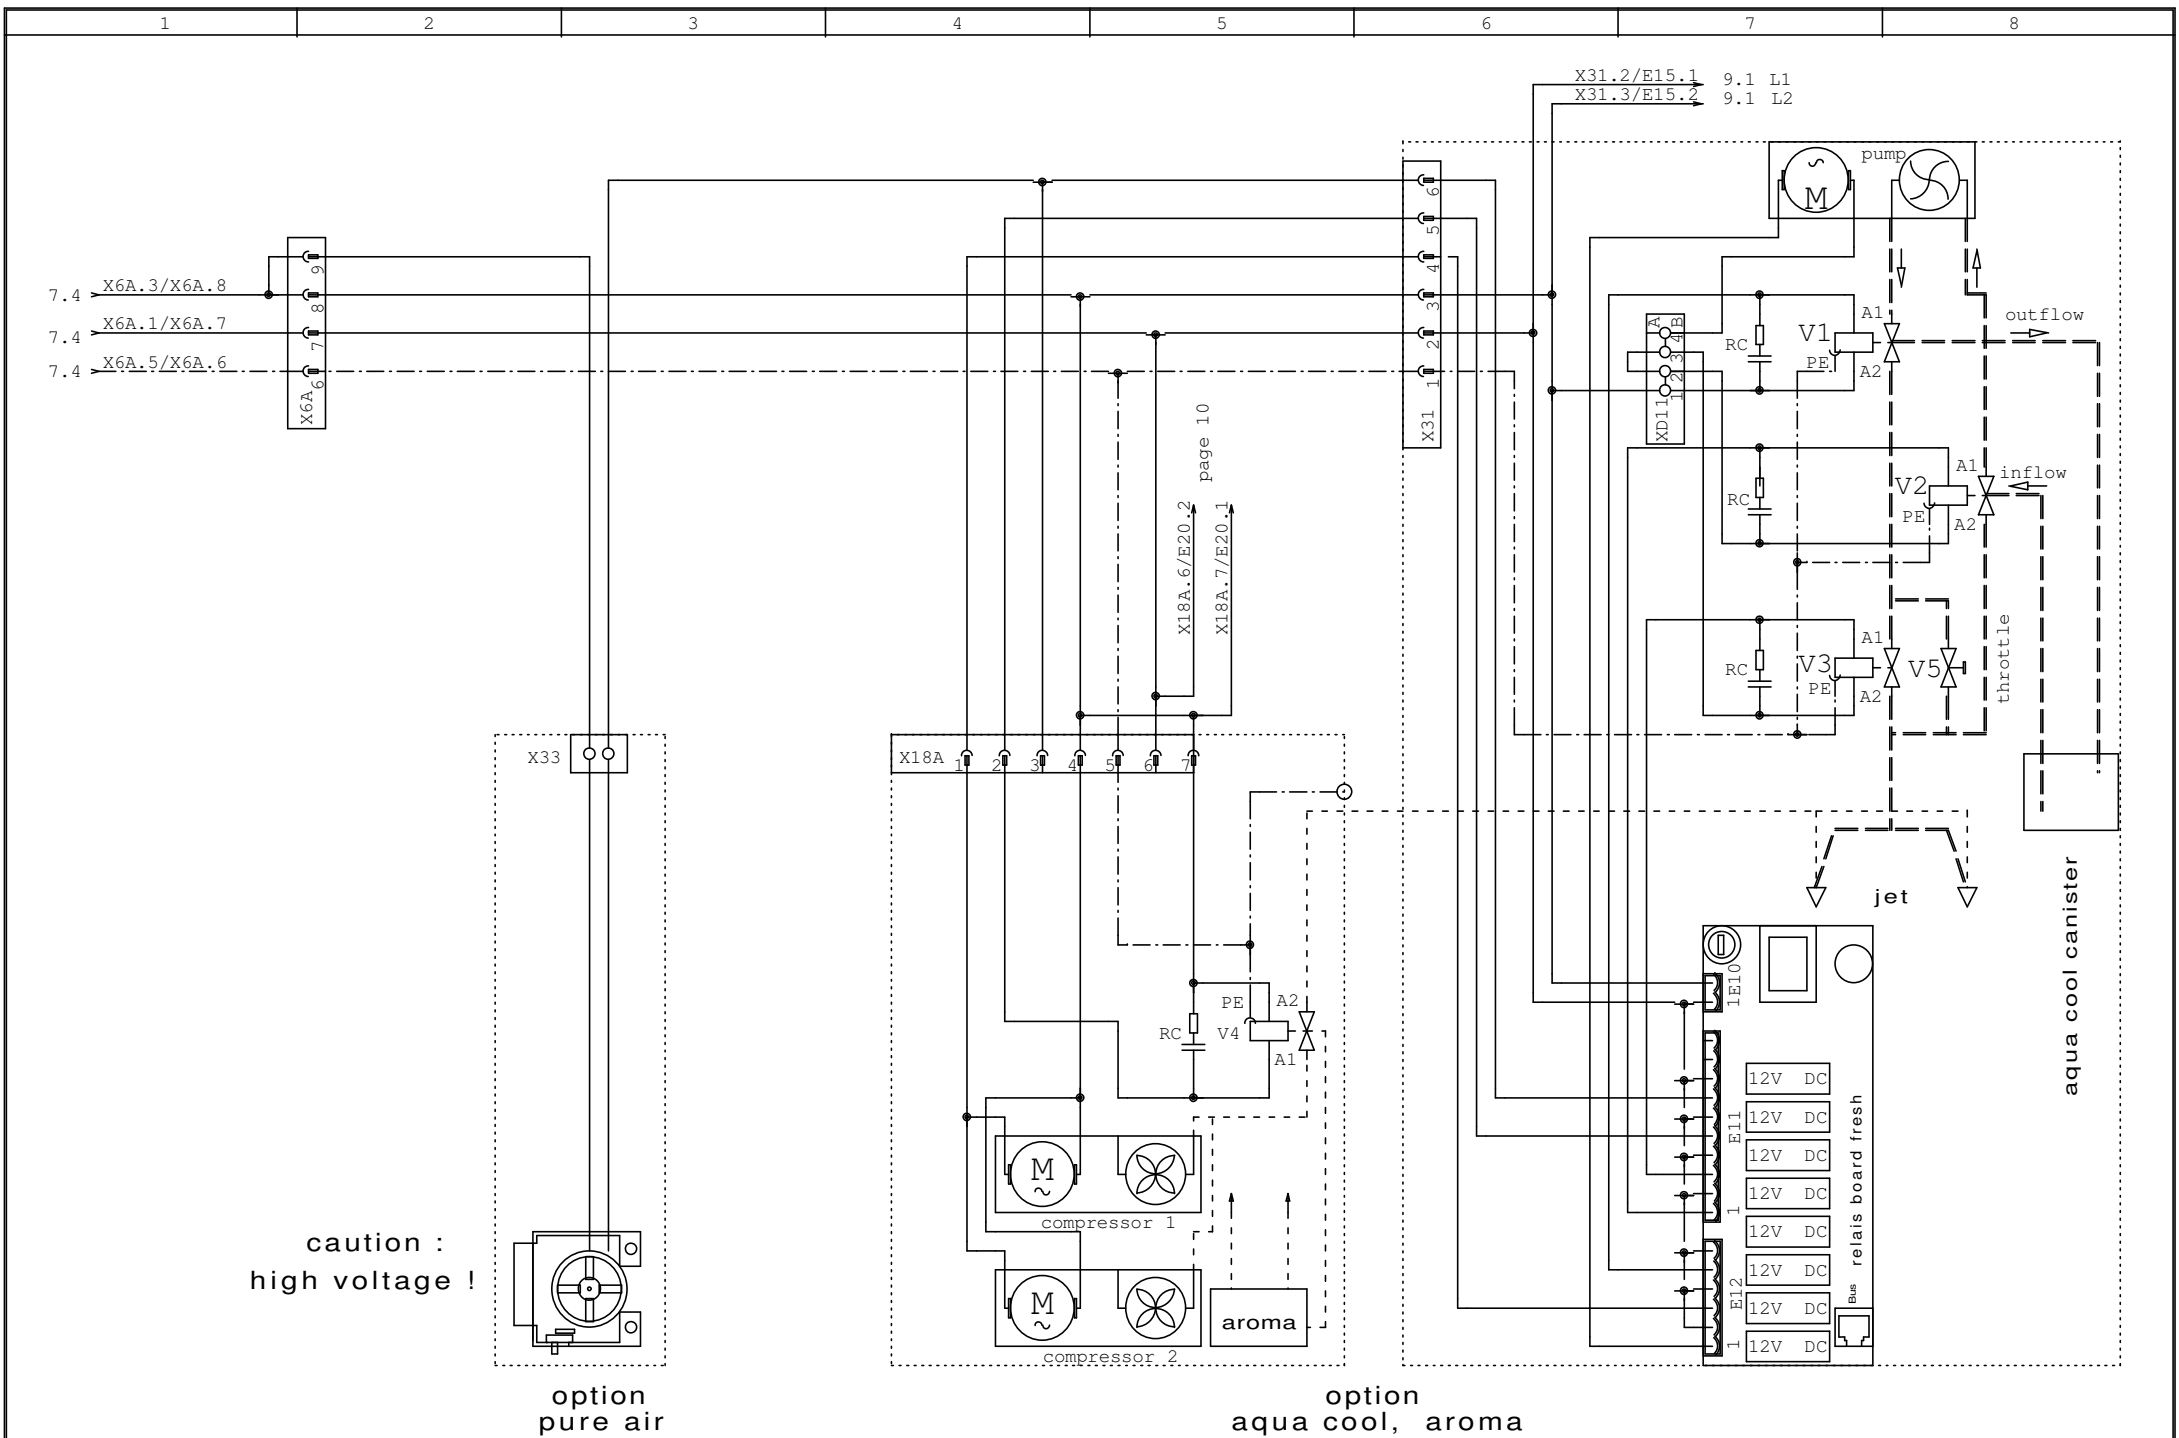 1 2 3 4 5 6 7 8
X31.2/E15.1 9.1 L1
X31.3/E15.2 9.1 L2
7.4 X6A.3/X6A.8
7.4 X6A.1/X6A.7
7.4 X6A.5/X6A.6
9
8
7
6
X6A
6
5
4
3
2
1
X31
page 10
X18A.6/E20.2
X18A.7/E20.1
M
pump
A B
4
3
2
1
XD11
RC
V1
PE
A1
A2
outflow
RC
V2
PE
A1
A2
inflow
RC
V3
PE
A1
A2
V5
throttle
X33
X18A 1 2 3 4 5 6 7
jet
aqua cool canister
PE A2
RC V4
A1
M
compressor 1
M
compressor 2
aroma
1 E10
E11
1
E12
1
12V DC
12V DC
12V DC
12V DC
12V DC
12V DC
12V DC
12V DC
relais board fresh
Bus
caution :
high voltage !
option
pure air
option
aqua cool, aroma